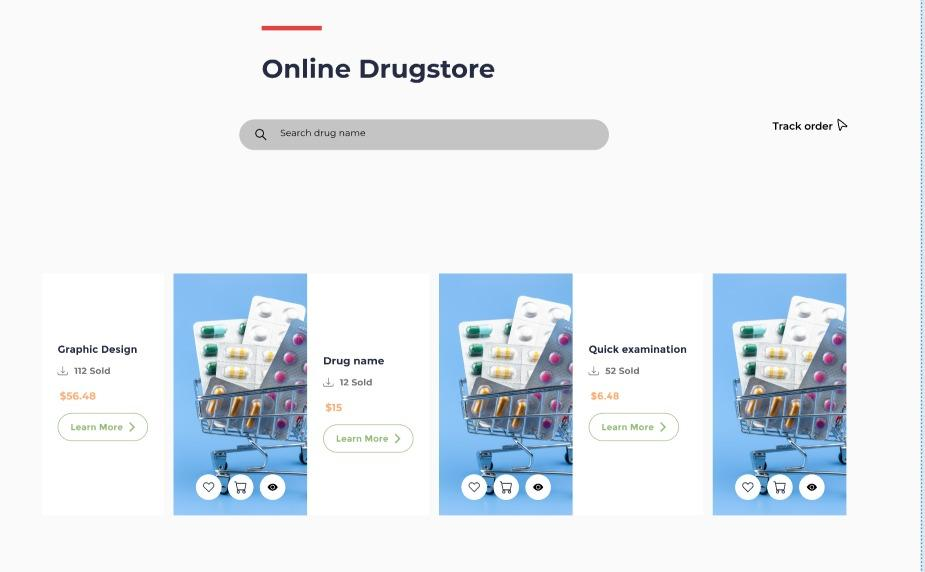 Online Drugstore
Search drug name
Track order
Graphic Design
112 Sold
$56.48
Learn More
Drug name
12 Sold
$15
Learn More
Quick examination
52 Sold
$6.48
Learn More